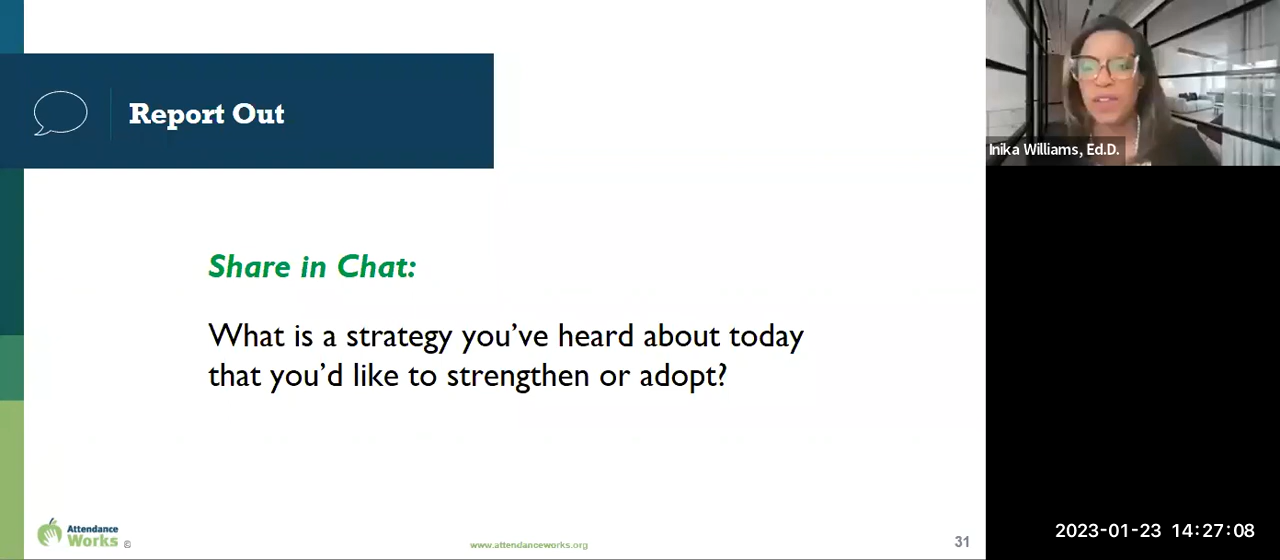 Report Out
Inika Williams, Ed.D.
Share in Chat:
What is a strategy you’ve heard about today
that you’d like to strengthen or adopt?
Attendance
Works ©
www.attendanceworks.org
31
2023-01-23 14:27:08